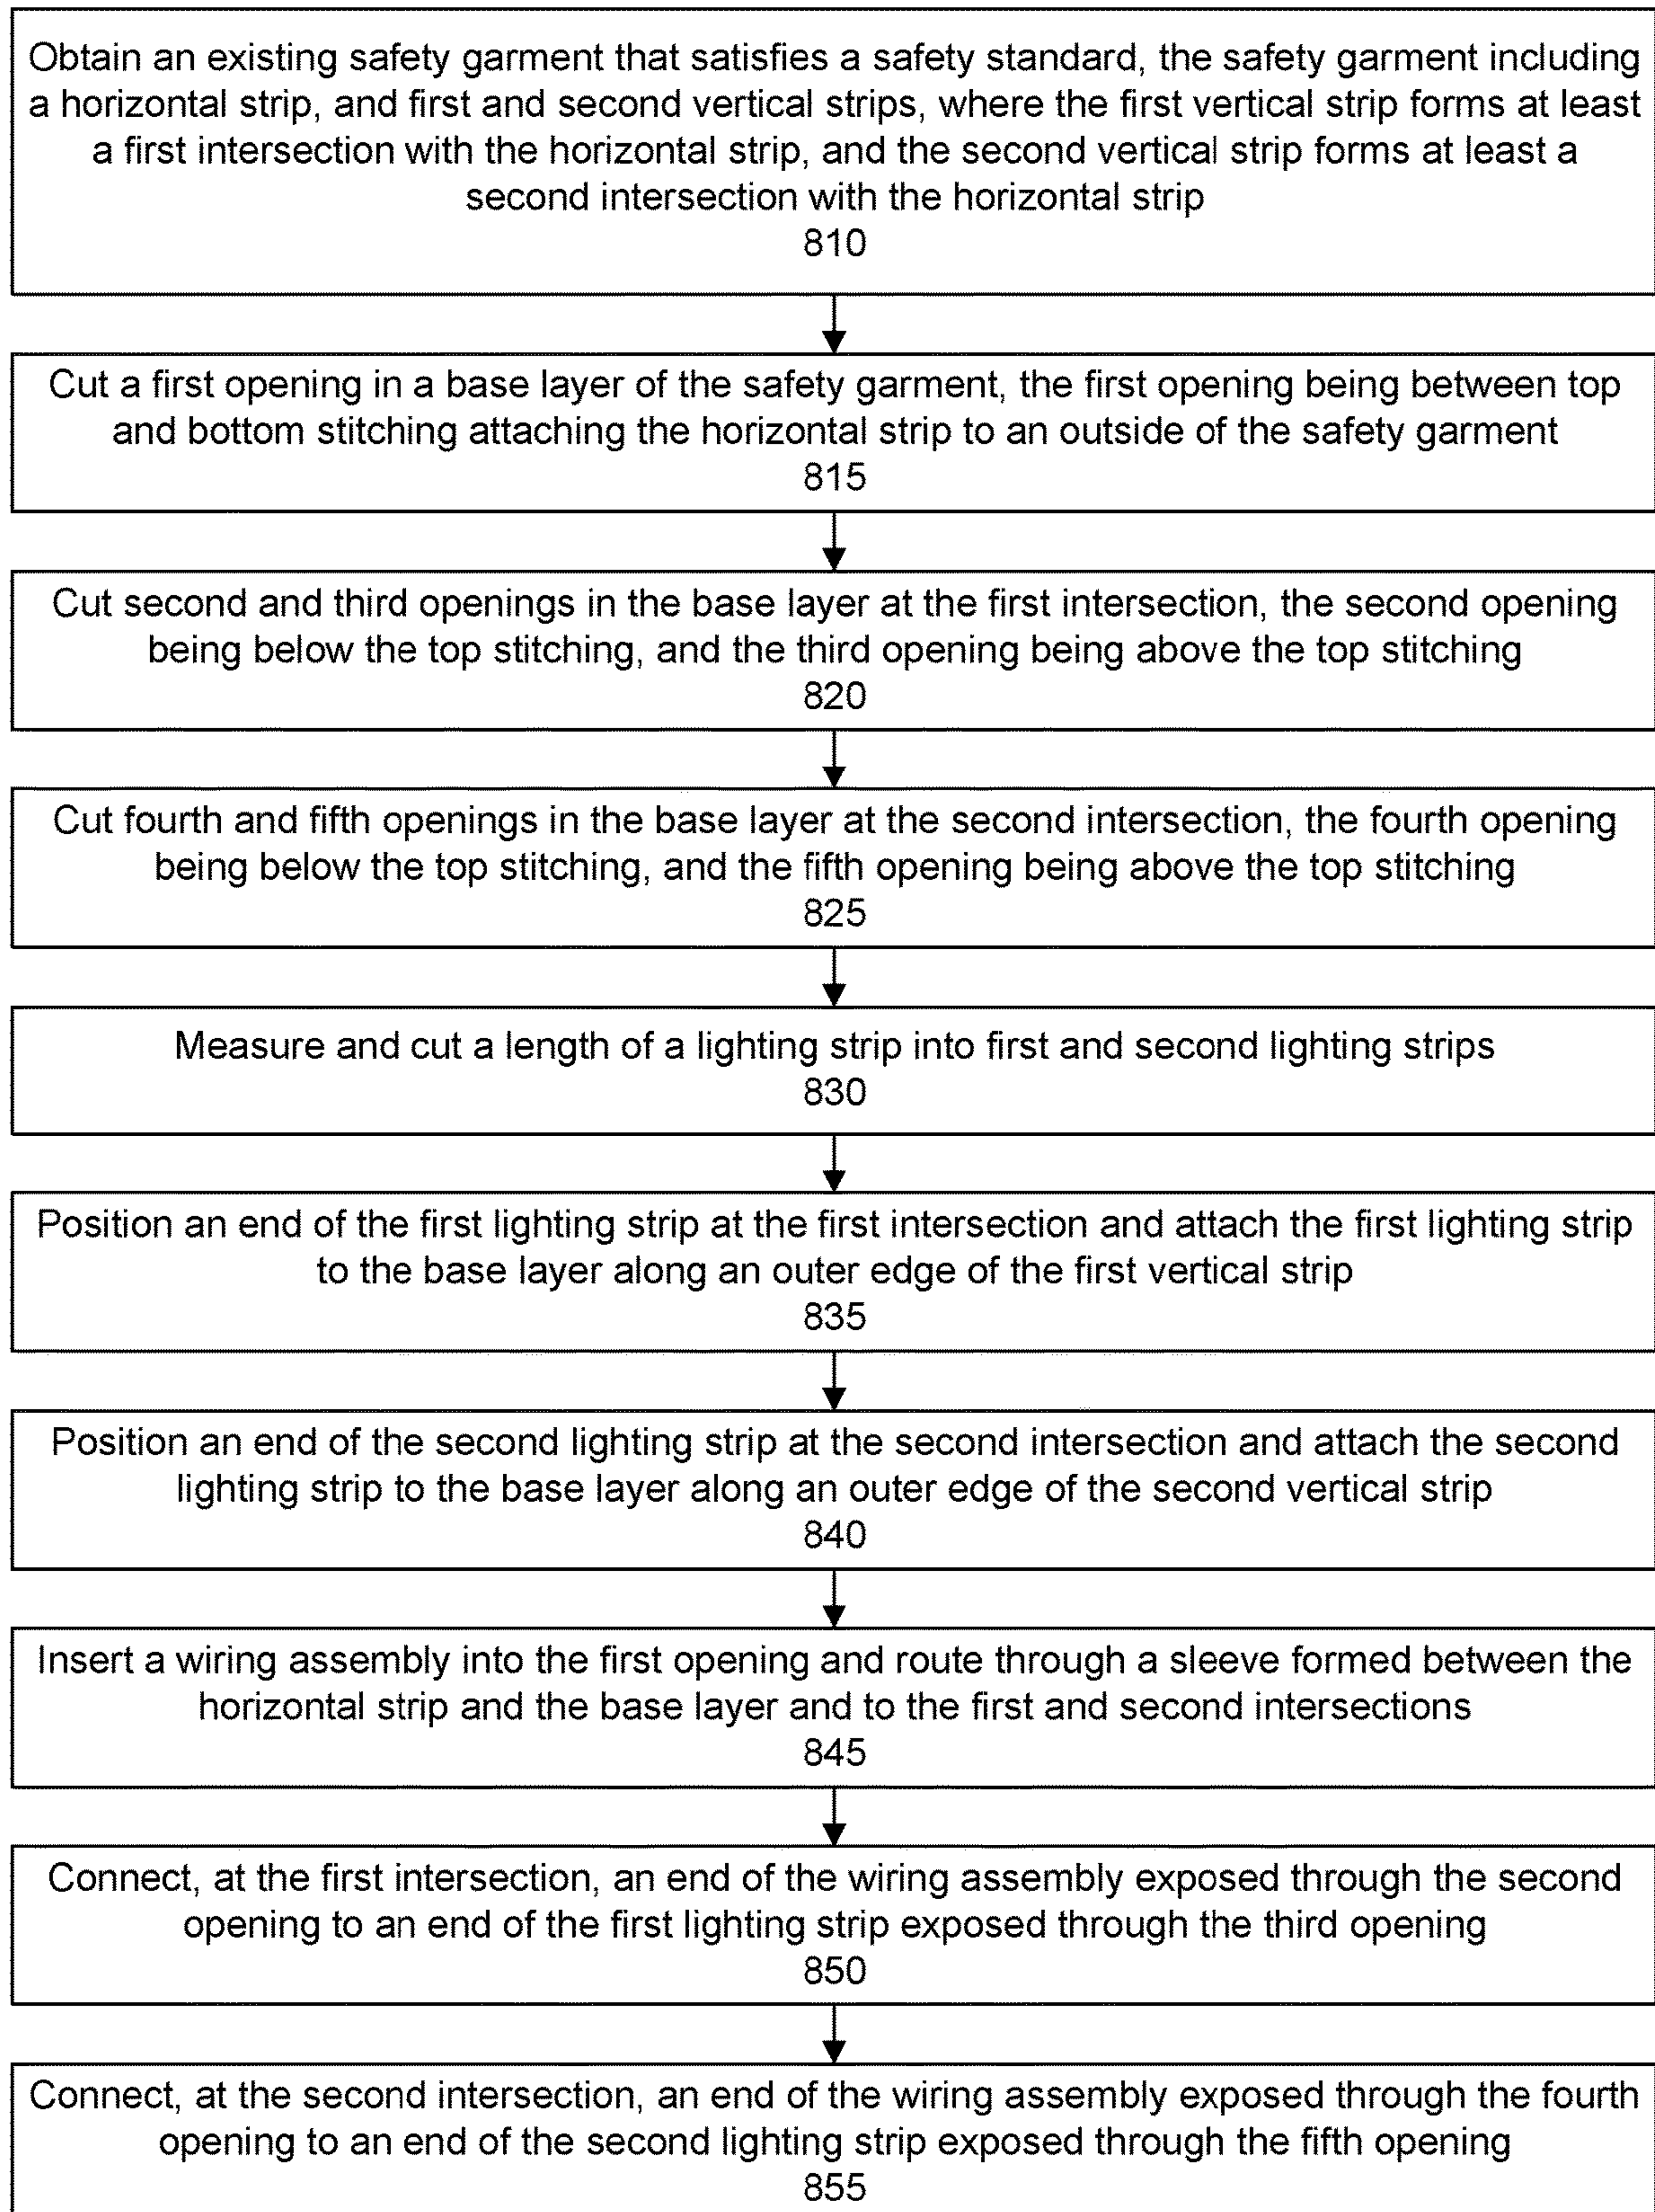 Obtain an existing safety garment that satisfies a safety standard, the safety garment including
a horizontal strip, and first and second vertical strips, where the first vertical strip forms at least
a first intersection with the horizontal strip, and the second vertical strip forms at least a
second intersection with the horizontal strip
810
Cut a first opening in a base layer of the safety garment, the first opening being between top
and bottom stitching attaching the horizontal strip to an outside of the safety garment
815
Cut second and third openings in the base layer at the first intersection, the second opening
being below the top stitching, and the third opening being above the top stitching
820
Cut fourth and fifth openings in the base layer at the second intersection, the fourth opening
being below the top stitching, and the fifth opening being above the top stitching
825
Measure and cut a length of a lighting strip into first and second lighting strips
830
Position an end of the first lighting strip at the first intersection and attach the first lighting strip
to the base layer along an outer edge of the first vertical strip
835
Position an end of the second lighting strip at the second intersection and attach the second
lighting strip to the base layer along an outer edge of the second vertical strip
840
Insert a wiring assembly into the first opening and route through a sleeve formed between the
horizontal strip and the base layer and to the first and second intersections
845
Connect, at the first intersection, an end of the wiring assembly exposed through the second
opening to an end of the first lighting strip exposed through the third opening
850
Connect, at the second intersection, an end of the wiring assembly exposed through the fourth
opening to an end of the second lighting strip exposed through the fifth opening
855